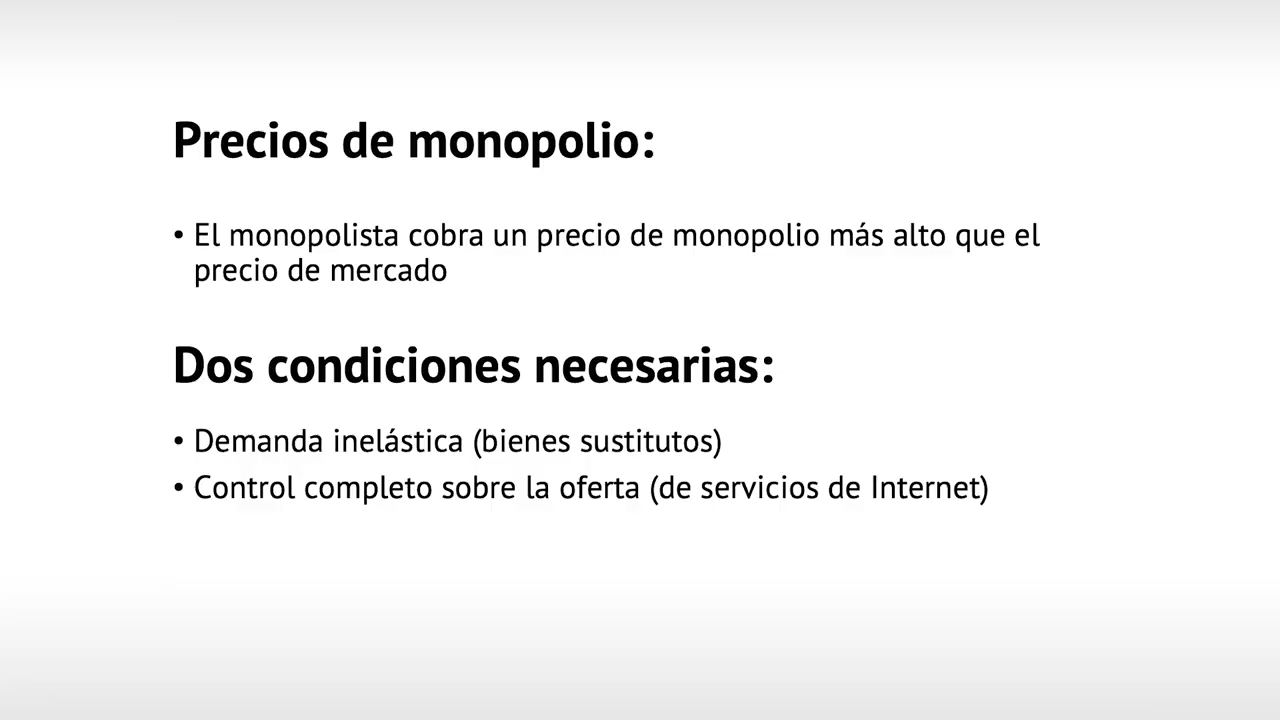 Precios de monopolio:
• El monopolista cobra un precio de monopolio más alto que el
precio de mercado
Dos condiciones necesarias:
• Demanda inelástica (bienes sustitutos)
• Control completo sobre la oferta (de servicios de Internet)